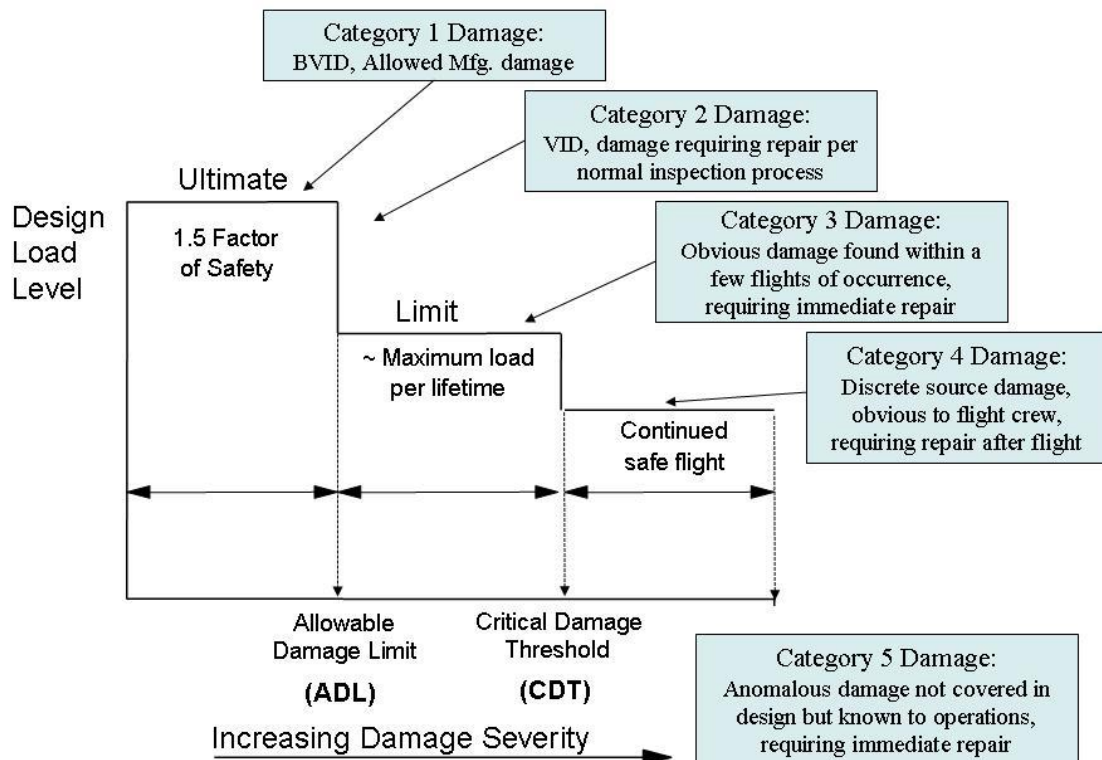 Category 1 Damage:
BVID, Allowed Mfg. damage
Category 2 Damage:
VID, damage requiring repair per
normal inspection process
Ultimate
Design
Load
Level
1.5 Factor
of Safety
Category 3 Damage:
Obvious damage found within a
few flights of occurrence,
requiring immediate repair
Limit
~ Maximum load
per lifetime
Category 4 Damage:
Discrete source damage,
obvious to flight crew,
requiring repair after flight
Continued
safe flight
Allowable
Damage Limit
(ADL)
Critical Damage
Threshold
(CDT)
Increasing Damage Severity
Category 5 Damage:
Anomalous damage not covered in
design but known to operations,
requiring immediate repair